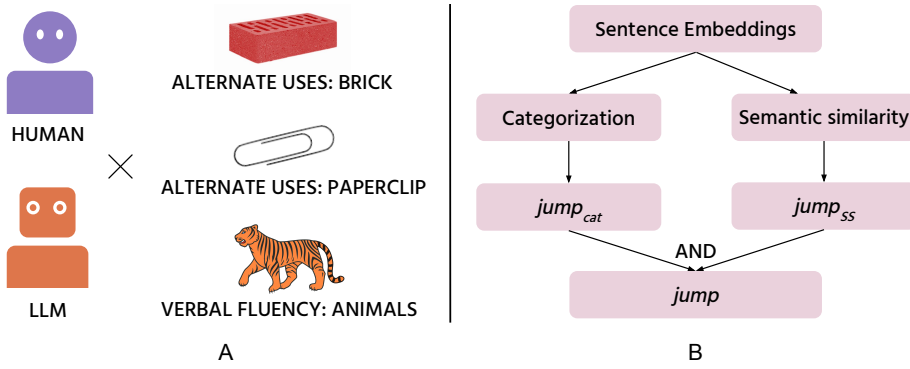 HUMAN
LLM
ALTERNATE USES: BRICK
ALTERNATE USES: PAPERCLIP
VERBAL FLUENCY: ANIMALS
A
Sentence Embeddings
Categorization
Semantic similarity
jump_cat
jump_SS
AND
jump
B